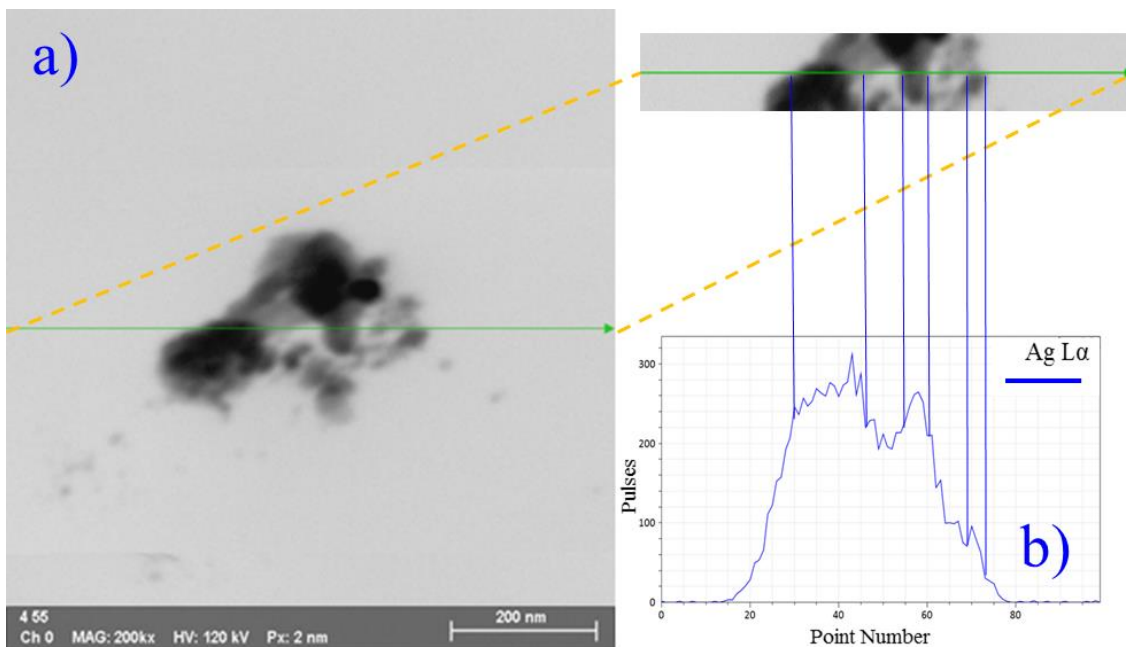 a)
4 55
200 nm
Ch 0 MAG: 200kx HV: 120 kV Px: 2 nm
Ag Lα
300
200
100
0
Pulses
0 20 40 60 80
Point Number
b)